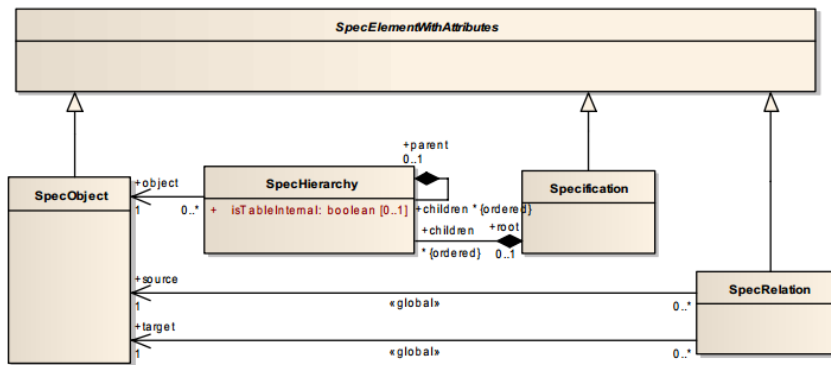 SpecElementWithAttributes
+parent
0..1
SpecObject
+object
1
0..*
SpecHierarchy
+ isTableInternal: boolean [0..1]
+children * {ordered}
+children
* {ordered}
+root
0..1
Specification
+source
1
«global»
0..*
SpecRelation
+target
1
«global»
0..*